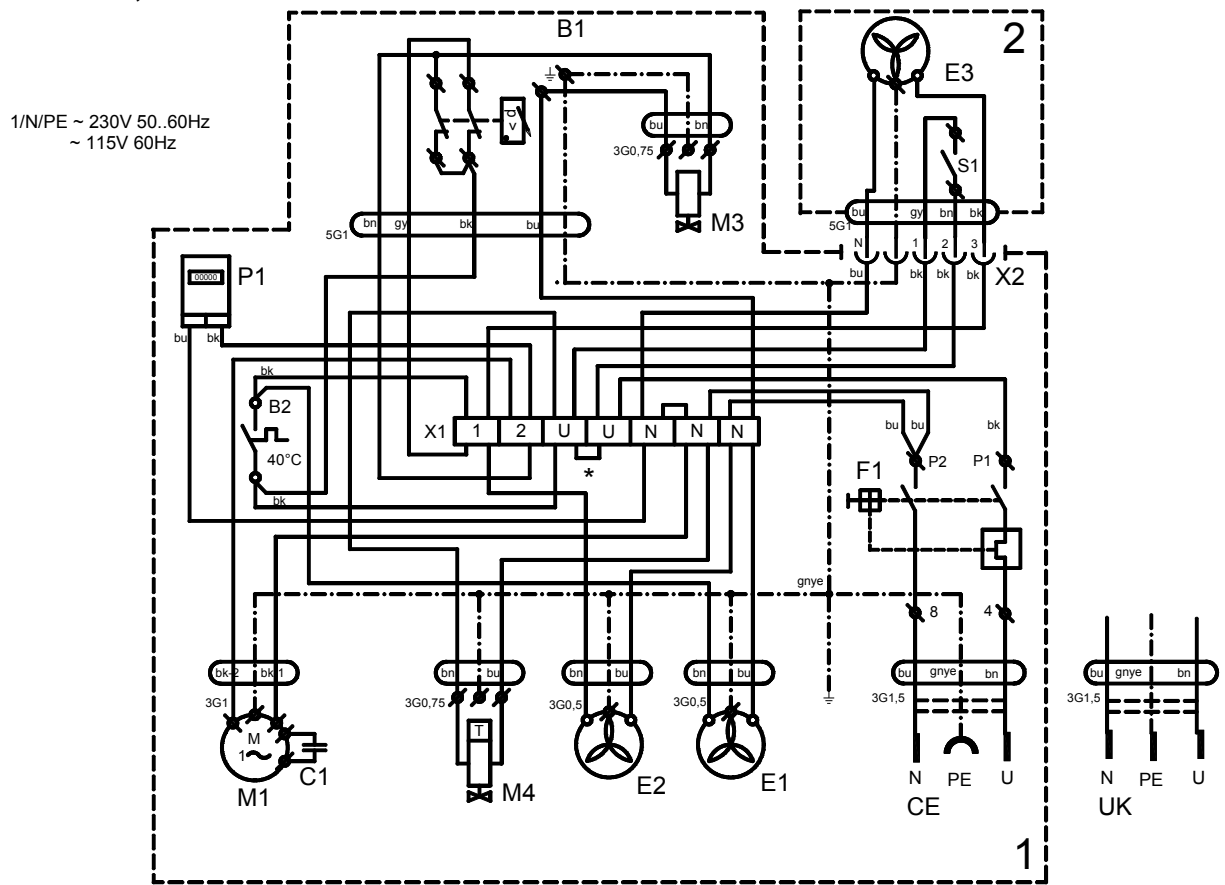 B1
2
E3
1/N/PE ~ 230V 50..60Hz
~ 115V 60Hz
p >
bu bn
3G0,75
S1
M3
bn gy bk bu
5G1
bu gy bn bk
5G1
N 1 2 3
X2
bu bk bk bk
00000
P1
bu bk
bk
B2
40°C
bk
X1 1 2 U U N N N
*
bu bu bk
P2 P1
F1
gnye
8 4
bk-2 bk 1
3G1
bn bu
3G0,75
bn bu
3G0,5
bn bu
3G0,5
bu gnye bn
3G1,5
bu gnye bn
3G1,5
M
1~
C1
M1
T
M4
E2
E1
N PE U
CE
N PE U
UK
1